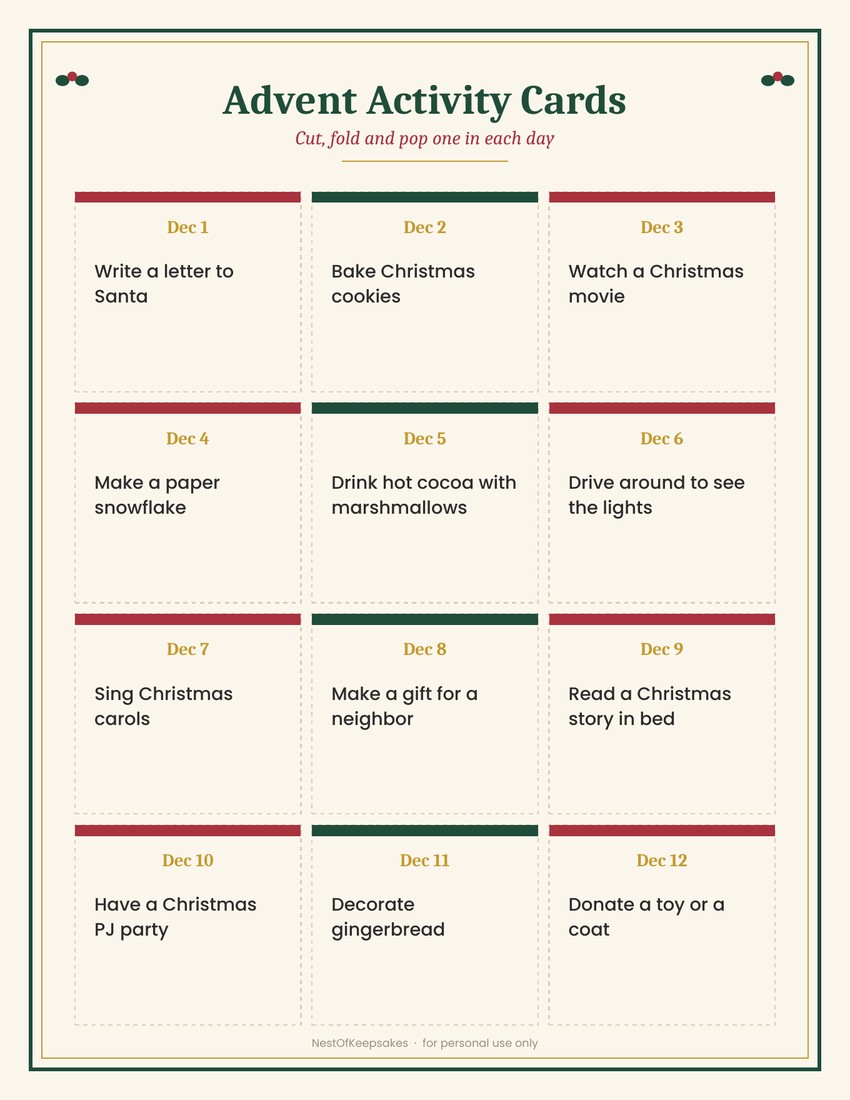 Advent Activity Cards
Cut, fold and pop one in each day
Dec 1
Write a letter to
Santa
Dec 2
Bake Christmas
cookies
Dec 3
Watch a Christmas
movie
Dec 4
Make a paper
snowflake
Dec 5
Drink hot cocoa with
marshmallows
Dec 6
Drive around to see
the lights
Dec 7
Sing Christmas
carols
Dec 8
Make a gift for a
neighbor
Dec 9
Read a Christmas
story in bed
Dec 10
Have a Christmas
PJ party
Dec 11
Decorate
gingerbread
Dec 12
Donate a toy or a
coat
NestOfKeepsakes · for personal use only